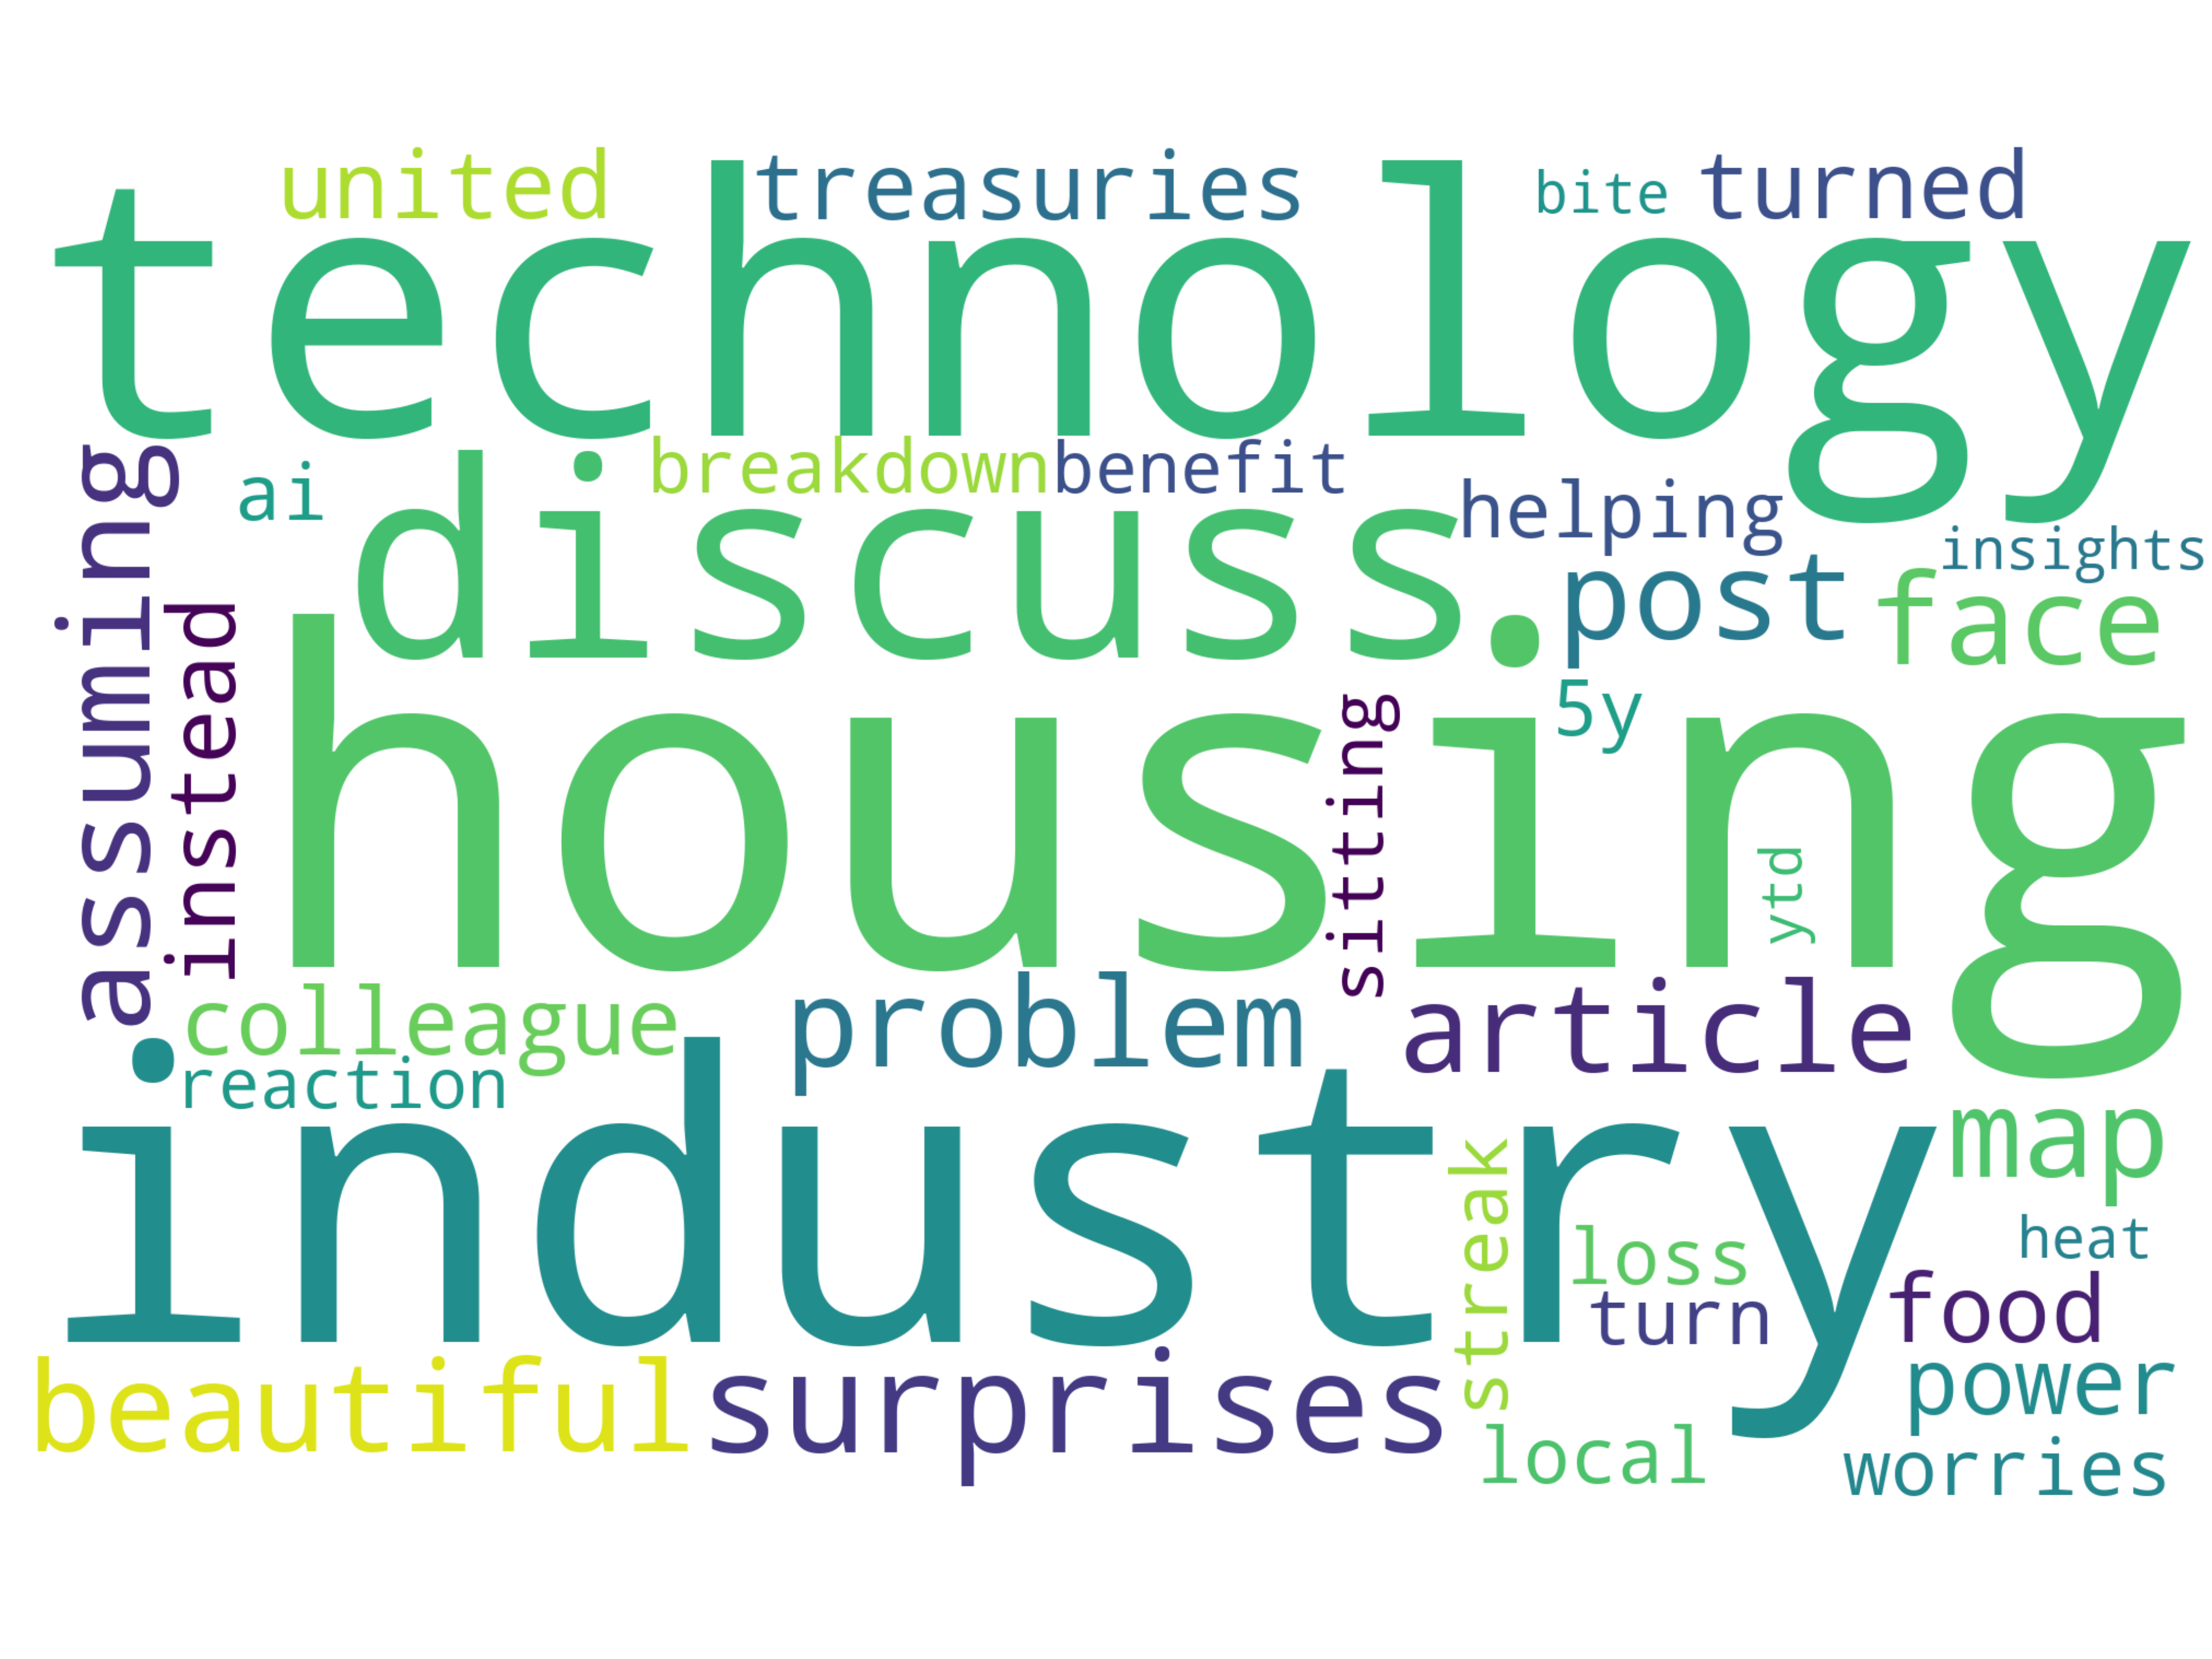 united
treasuries
bite
turned
technology
ai
breakdown
benefit
helping
insights
discuss
post
face
assuming
instead
5y
housing
sitting
ytd
colleague
problem
article
reaction
industry
map
streak
loss
heat
turn
food
beautiful
surprises
power
local
worries